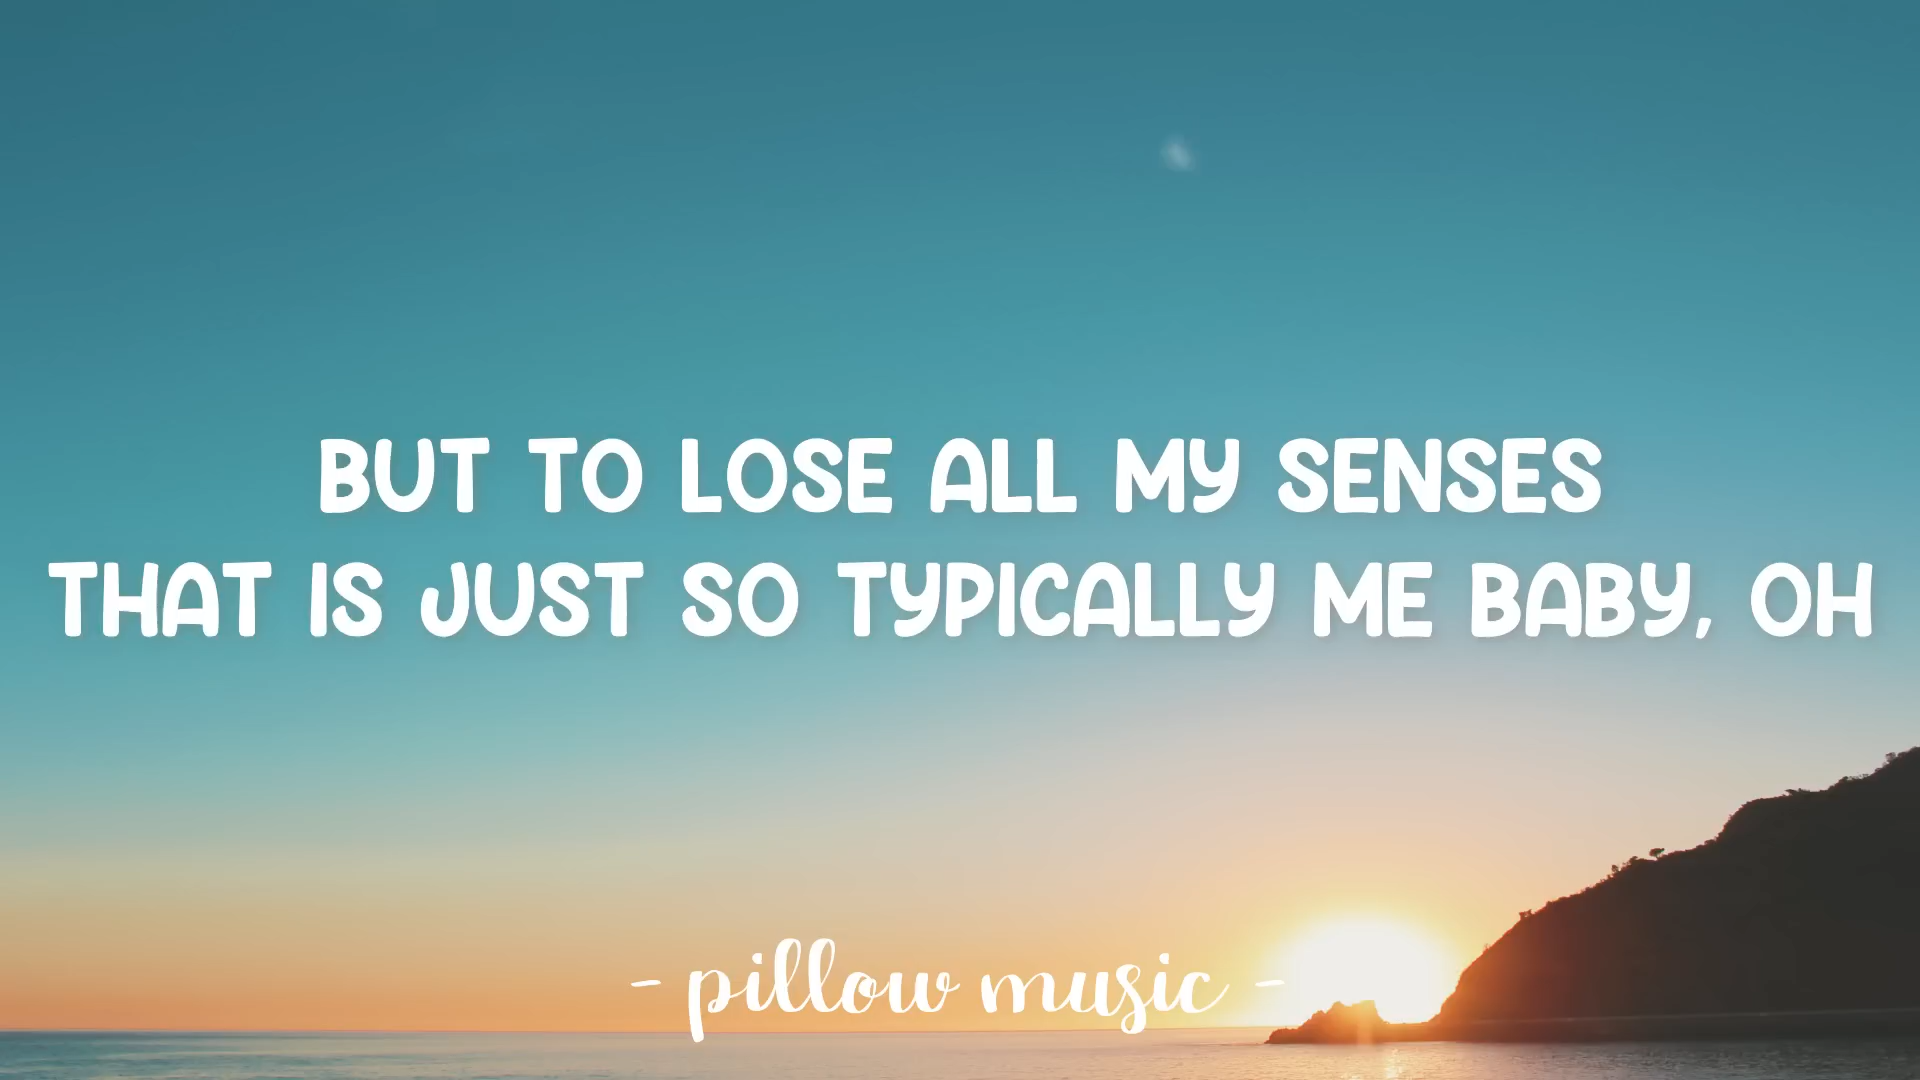 BUT TO LOSE ALL MY SENSES
THAT IS JUST SO TYPICALLY ME BABY, OH
- pillow music -